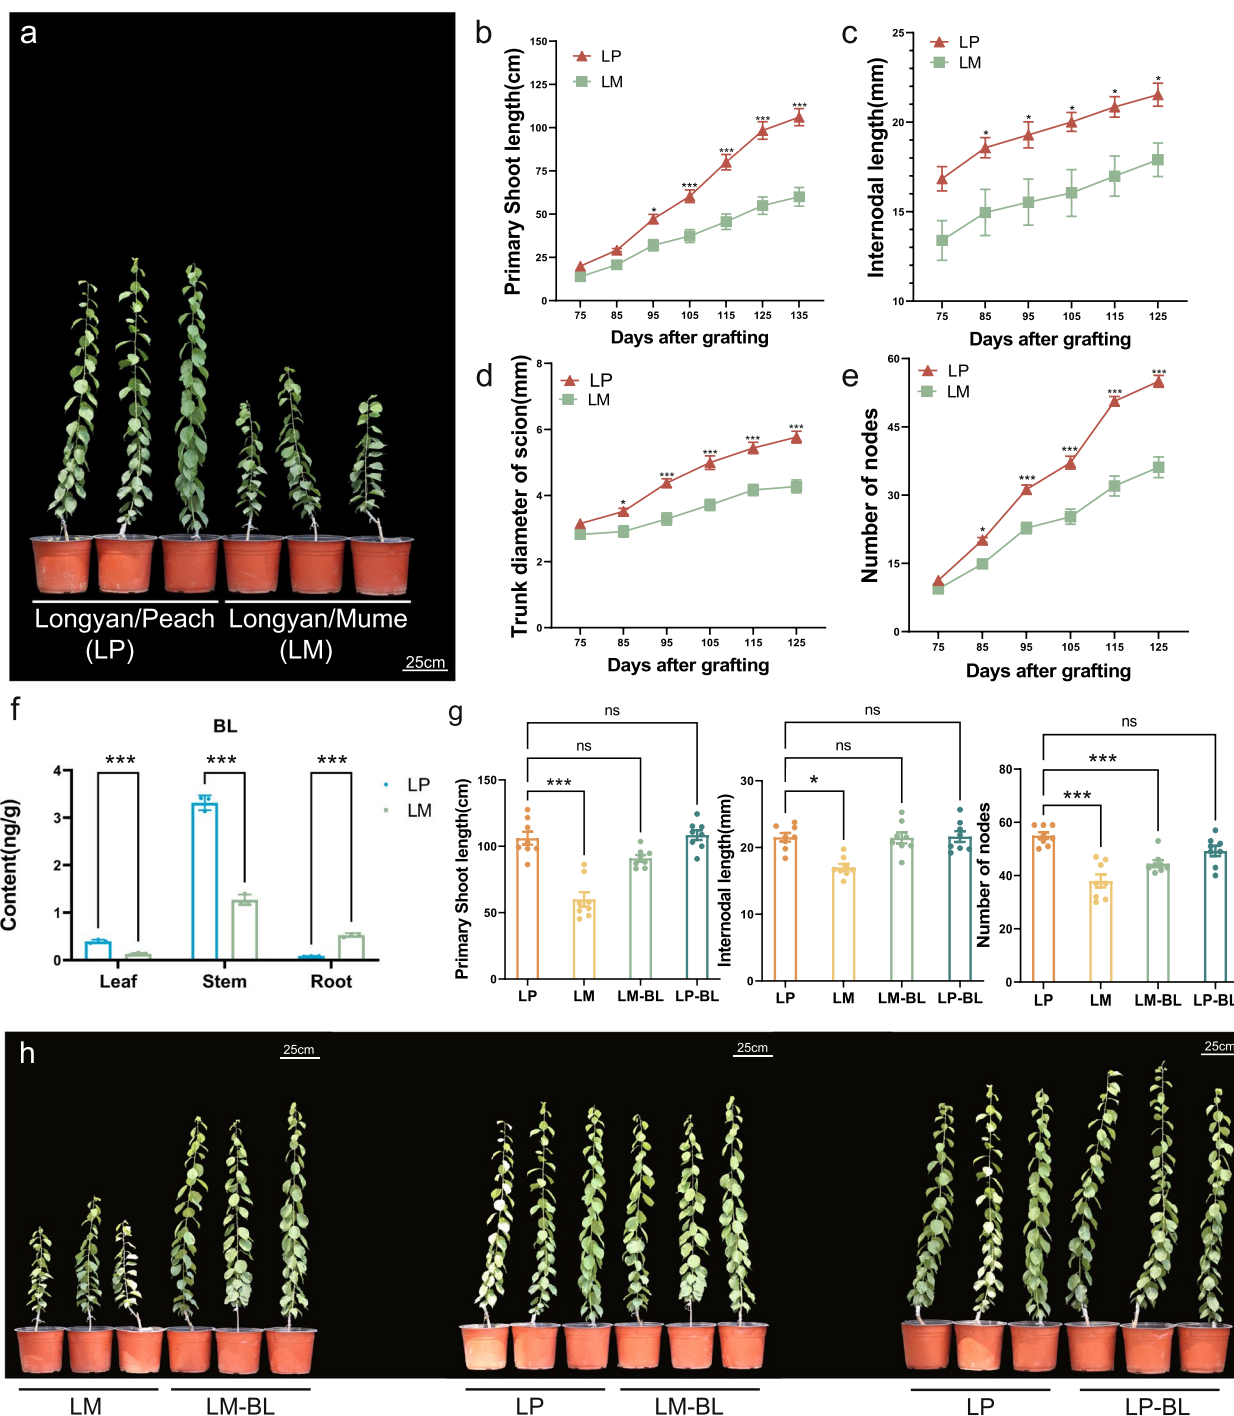 a
Longyan/Peach
(LP)
Longyan/Mume
(LM)
25cm
b
LP
LM
Primary Shoot length(cm)
150
125
100
75
50
25
0
*
***
***
***
***
***
75 85 95 105 115 125 135
Days after grafting
c
LP
LM
Internodal length(mm)
25
20
15
10
*
*
*
*
*
75 85 95 105 115 125
Days after grafting
d
LP
LM
Trunk diameter of scion(mm)
8
6
4
2
0
*
***
***
***
***
75 85 95 105 115 125
Days after grafting
e
LP
LM
Number of nodes
60
45
30
15
0
*
***
***
***
***
75 85 95 105 115 125
Days after grafting
f
BL
*** *** ***
LP
LM
Content(ng/g)
4
3
2
1
0
Leaf Stem Root
g
ns
ns
***
Primary Shoot length(cm)
150
100
50
0
LP LM LM-BL LP-BL
ns
ns
*
Internodal length(mm)
30
20
10
0
LP LM LM-BL LP-BL
ns
***
***
Number of nodes
80
60
40
20
0
LP LM LM-BL LP-BL
h
25cm
25cm
25cm
LM LM-BL
LP LM-BL
LP LP-BL